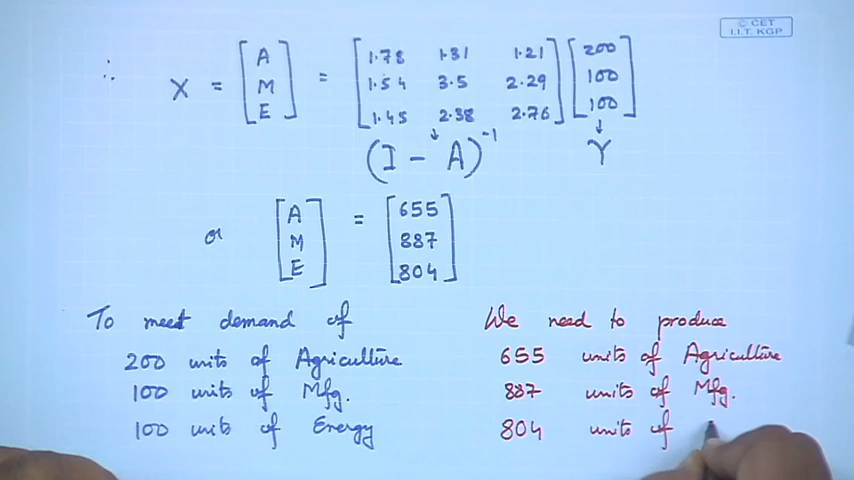 © CET
I.I.T. KGP
∴ X = [A M E] = [1.78 1.31 1.21
1.54 3.5 2.29
1.45 2.38 2.76] [200 100 100]
(I - A)⁻¹ Y
or [A M E] = [655 887 804]
To meet demand of
200 units of Agriculture
100 units of Mfg.
100 units of Energy
We need to produce
655 units of Agriculture
887 units of Mfg.
804 units of